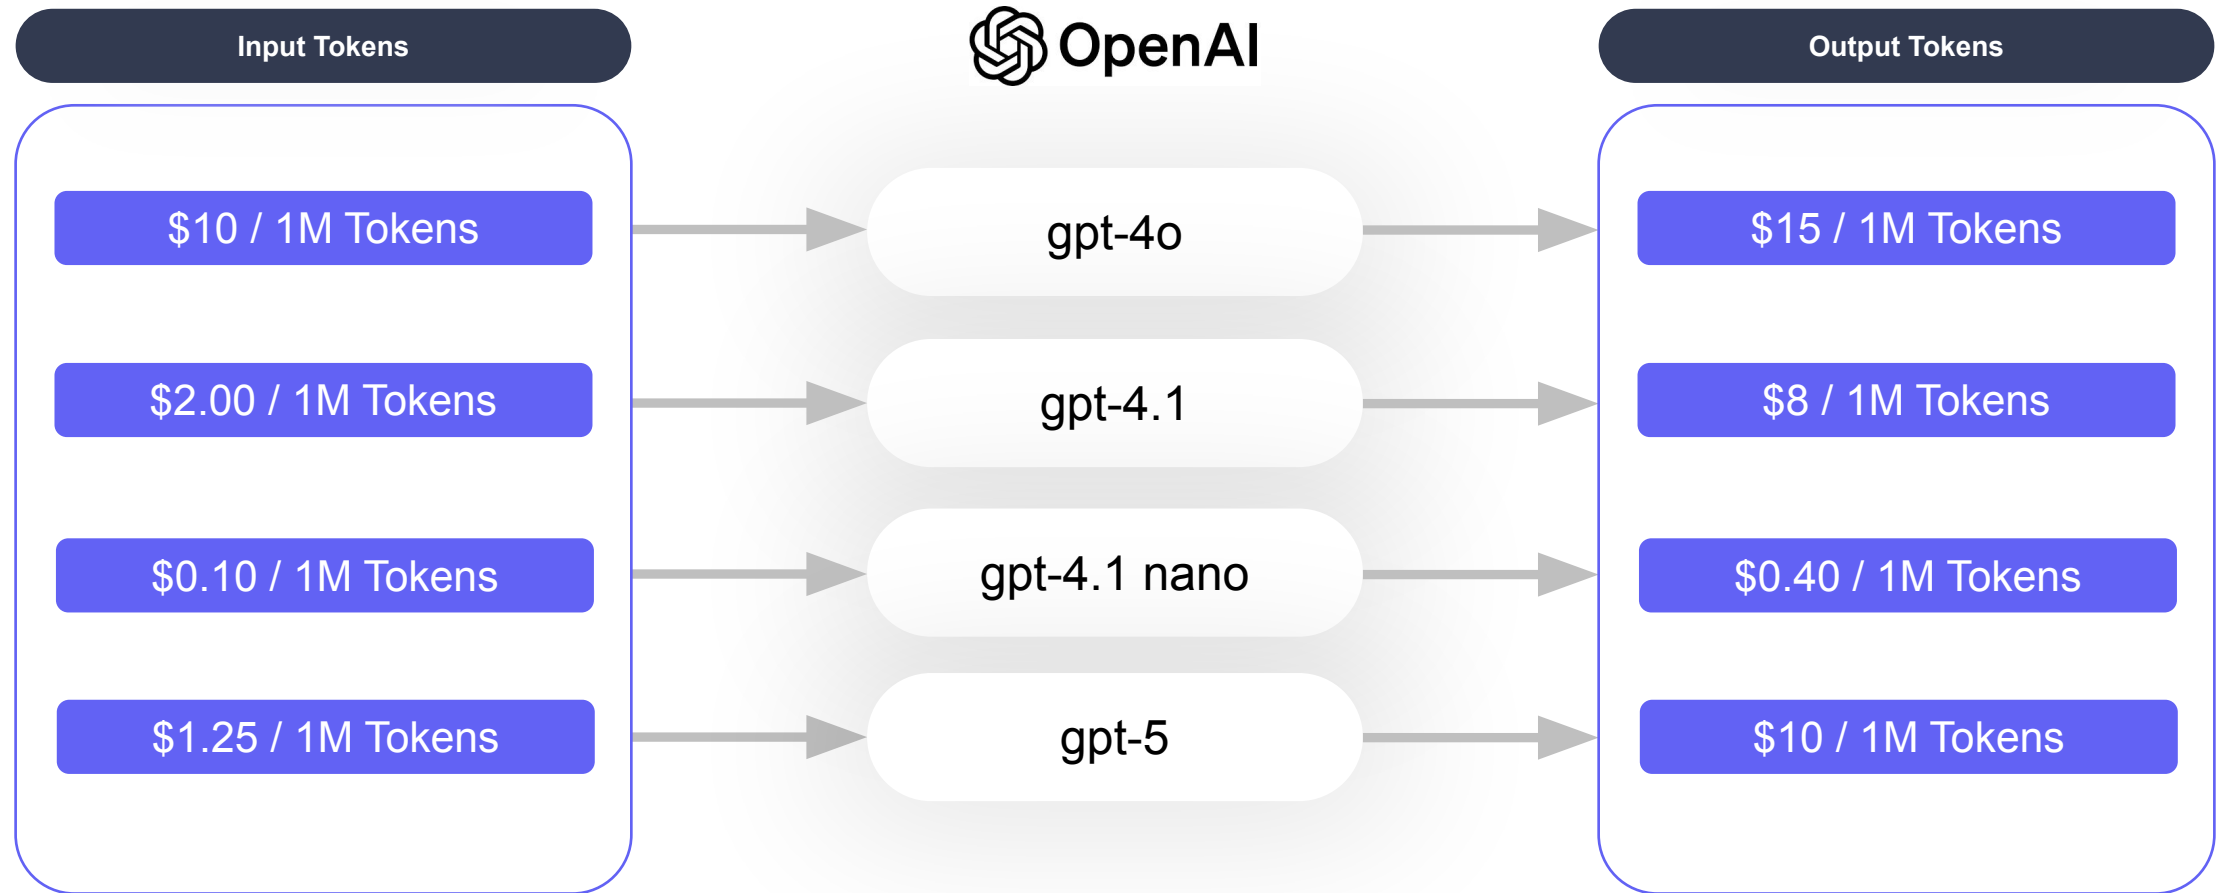 Input Tokens
OpenAI
Output Tokens
$10 / 1M Tokens
gpt-4o
$15 / 1M Tokens
$2.00 / 1M Tokens
gpt-4.1
$8 / 1M Tokens
$0.10 / 1M Tokens
gpt-4.1 nano
$0.40 / 1M Tokens
$1.25 / 1M Tokens
gpt-5
$10 / 1M Tokens